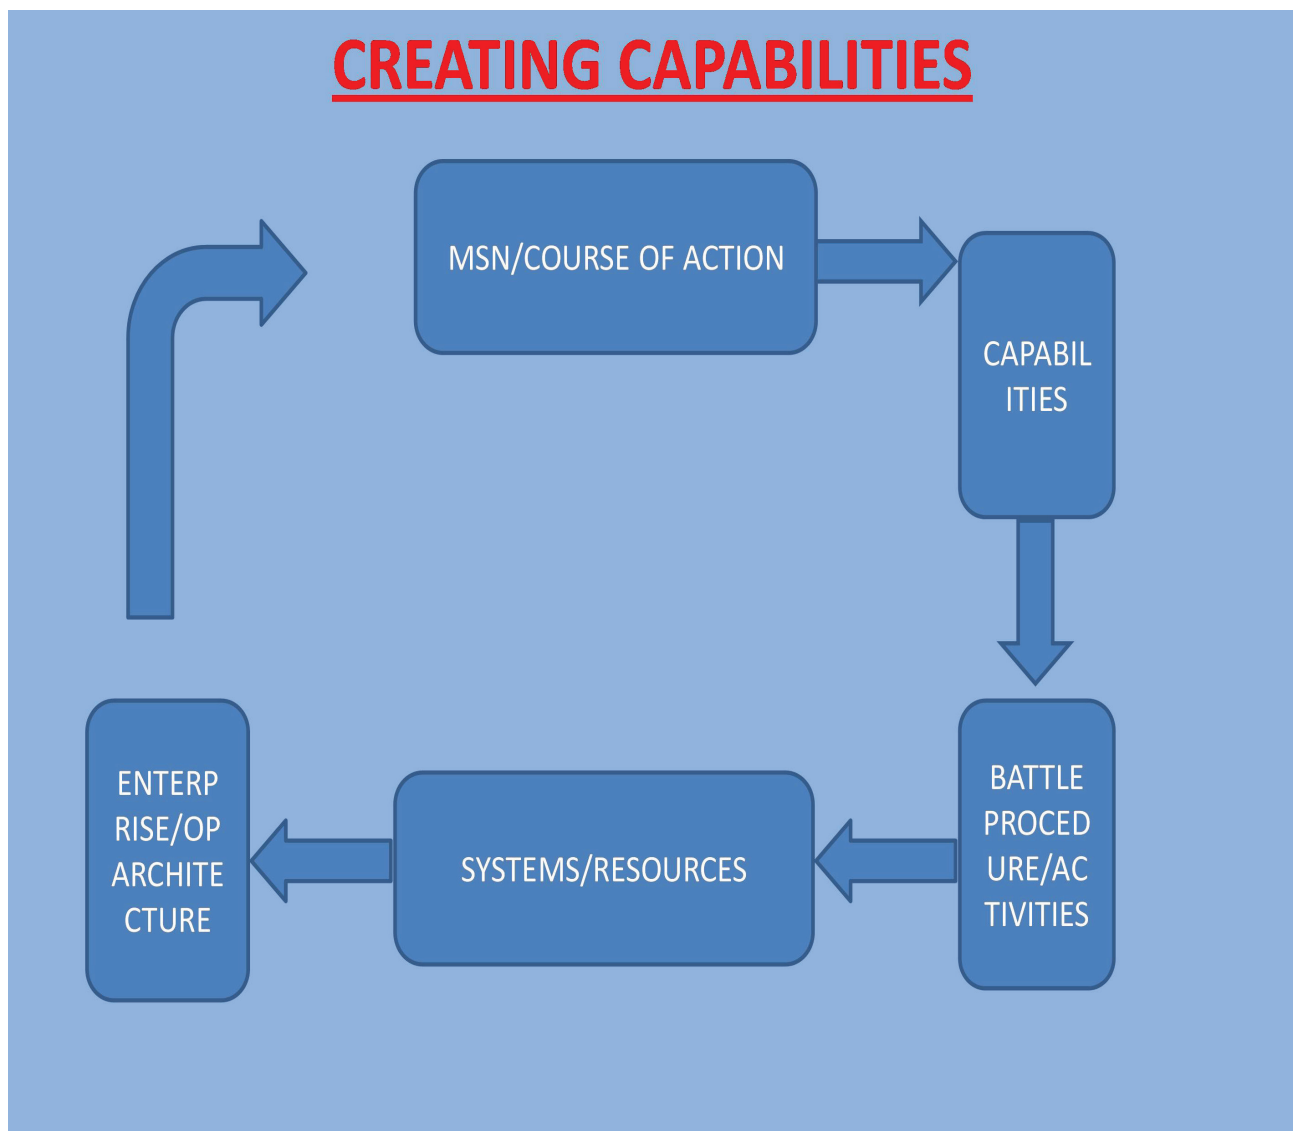 CREATING CAPABILITIES
MSN/COURSE OF ACTION
CAPABIL
ITIES
BATTLE
PROCED
URE/AC
TIVITIES
SYSTEMS/RESOURCES
ENTERP
RISE/OP
ARCHITE
CTURE